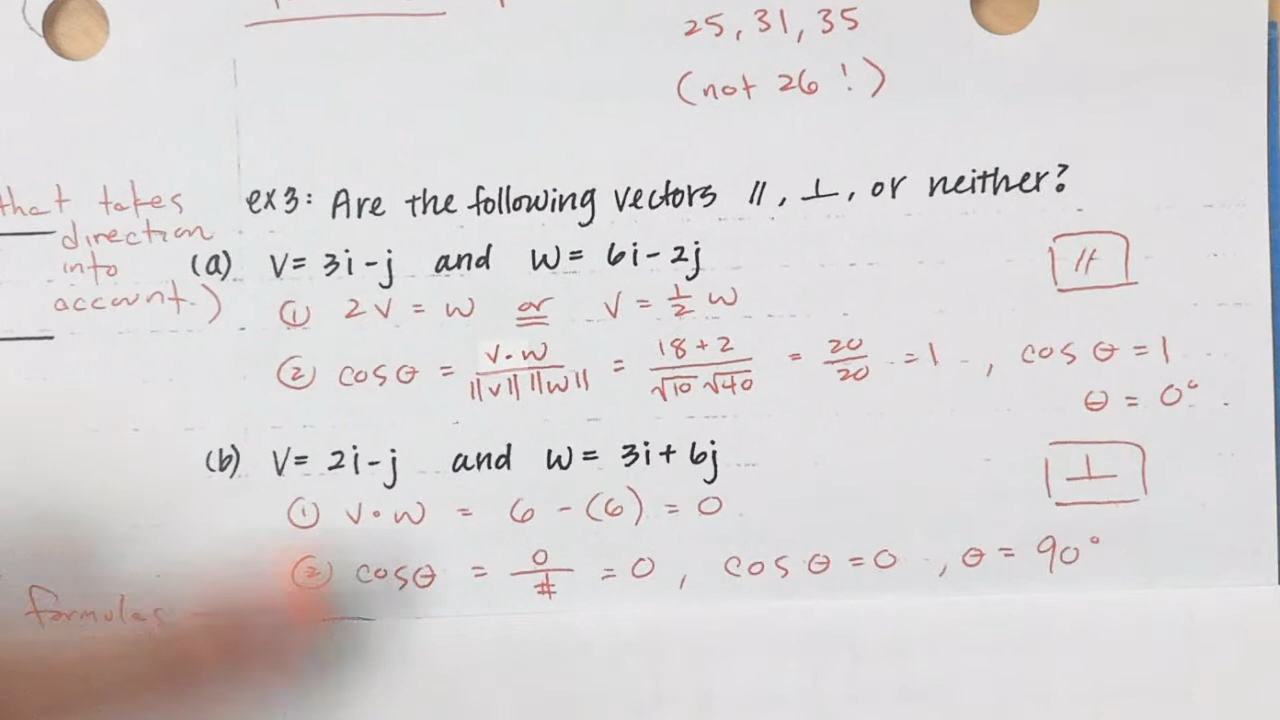 25, 31, 35
(not 26 !)
that takes
direction
into
account.)
ex3: Are the following vectors //, ⊥, or neither?
(a) V= 3i-j and W= 6i-2j
//
① 2V = W or V = 1/2 W
② cos θ = V·W / ||V|| ||W|| = 18+2 / √10 √40 = 20/20 = 1 , cos θ = 1
θ = 0°
(b) V= 2i-j and W= 3i+6j
⊥
① V·W = 6 - (6) = 0
② cosθ = 0/# = 0 , cos θ = 0 , θ = 90°
formulas